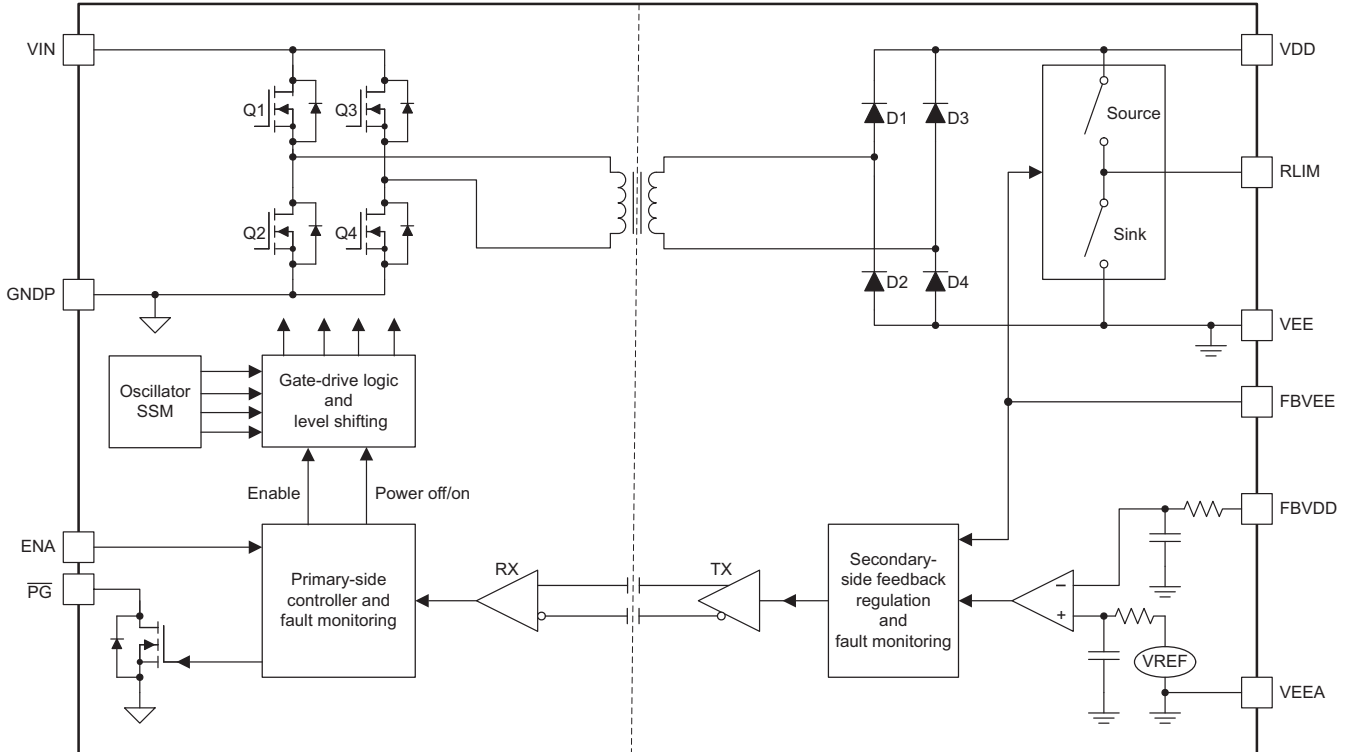 VIN
VDD
Q1
Q3
D1
D3
Source
RLIM
Q2
Q4
Sink
D2
D4
GNDP
VEE
Oscillator
SSM
Gate-drive logic
and
level shifting
FBVEE
Enable
Power off/on
FBVDD
ENA
PG
Primary-side
controller and
fault monitoring
RX
TX
Secondary-
side feedback
regulation
and
fault monitoring
–
+
VREF
VEEA